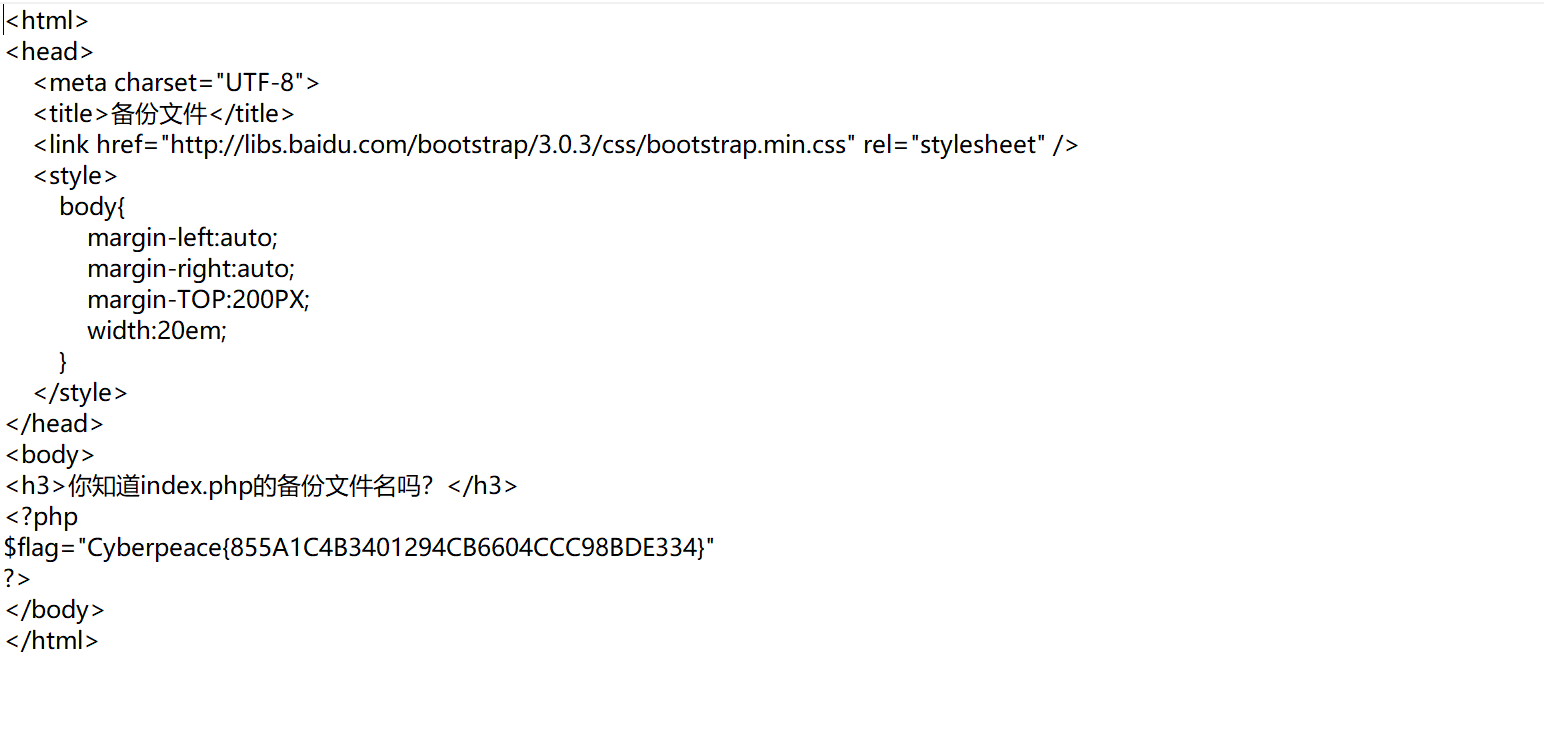 <html>
<head>
<meta charset="UTF-8">
<title>备份文件</title>
<link href="http://libs.baidu.com/bootstrap/3.0.3/css/bootstrap.min.css" rel="stylesheet" />
<style>
body{
margin-left:auto;
margin-right:auto;
margin-TOP:200PX;
width:20em;
}
</style>
</head>
<body>
<h3>你知道index.php的备份文件名吗？</h3>
<?php
$flag="Cyberpeace{855A1C4B3401294CB6604CCC98BDE334}"
?>
</body>
</html>